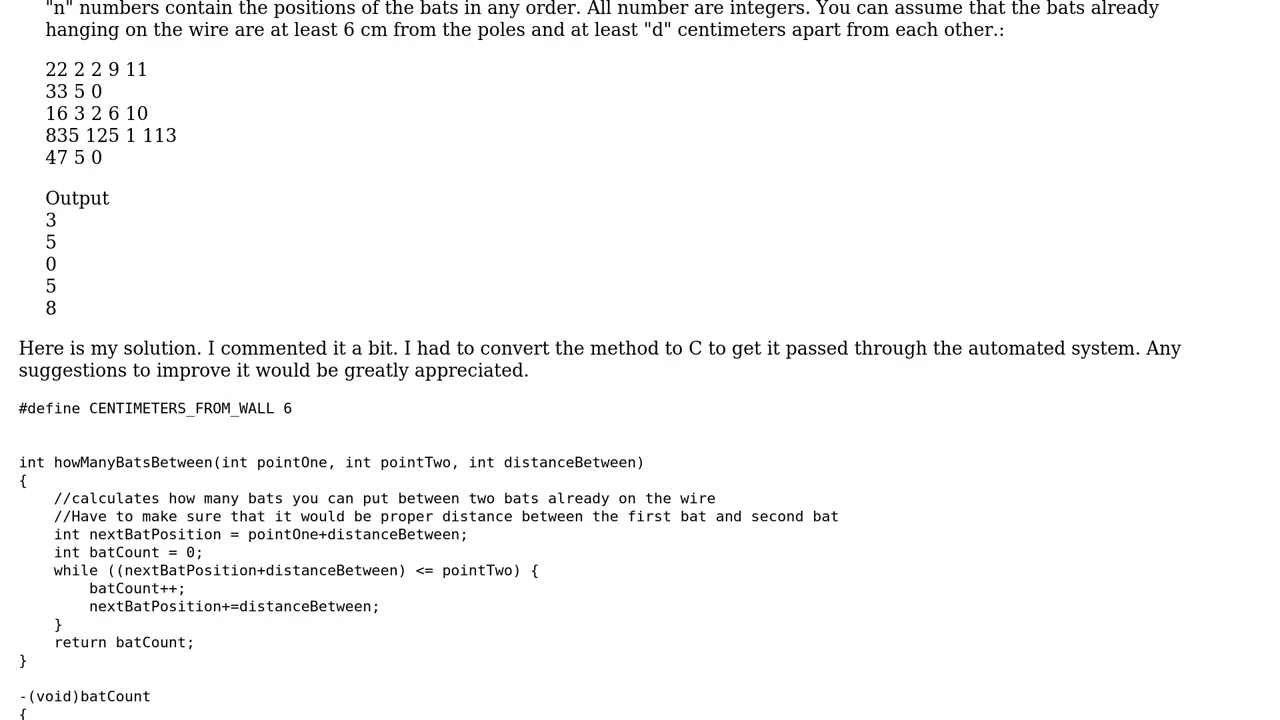 "n" numbers contain the positions of the bats in any order. All number are integers. You can assume that the bats already
hanging on the wire are at least 6 cm from the poles and at least "d" centimeters apart from each other.:
22 2 2 9 11
33 5 0
16 3 2 6 10
835 125 1 113
47 5 0
Output
3
5
0
5
8
Here is my solution. I commented it a bit. I had to convert the method to C to get it passed through the automated system. Any
suggestions to improve it would be greatly appreciated.
#define CENTIMETERS_FROM_WALL 6
int howManyBatsBetween(int pointOne, int pointTwo, int distanceBetween)
{
    //calculates how many bats you can put between two bats already on the wire
    //Have to make sure that it would be proper distance between the first bat and second bat
    int nextBatPosition = pointOne+distanceBetween;
    int batCount = 0;
    while ((nextBatPosition+distanceBetween) <= pointTwo) {
        batCount++;
        nextBatPosition+=distanceBetween;
    }
    return batCount;
}
-(void)batCount
{